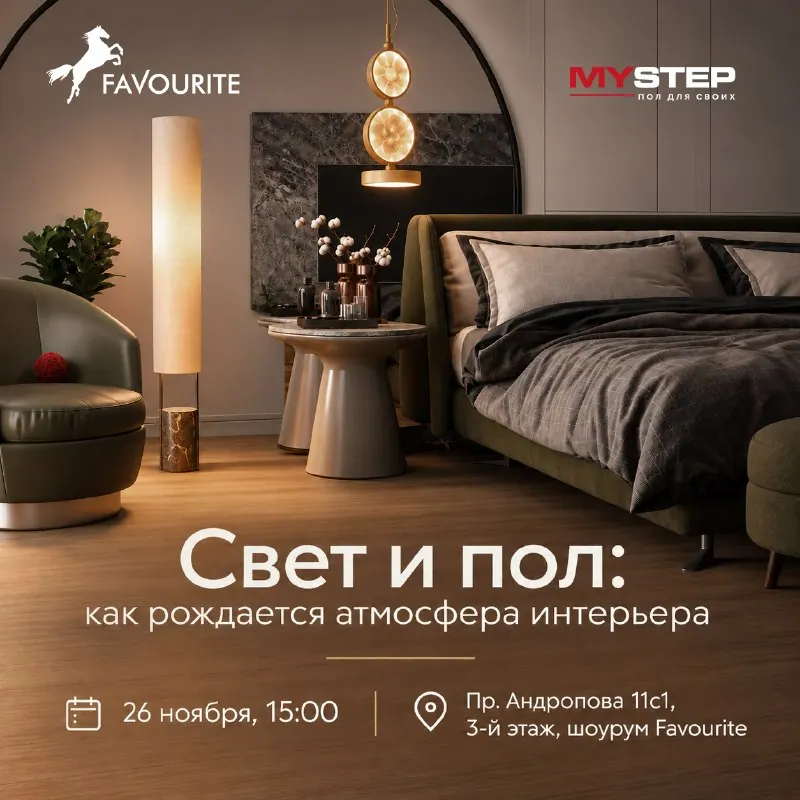 FAVOURITE
MYSTEP
ПОЛ ДЛЯ СВОИХ
Свет и пол:
как рождается атмосфера интерьера
26 ноября, 15:00
Пр. Андропова 11с1,
3-й этаж, шоурум Favourite